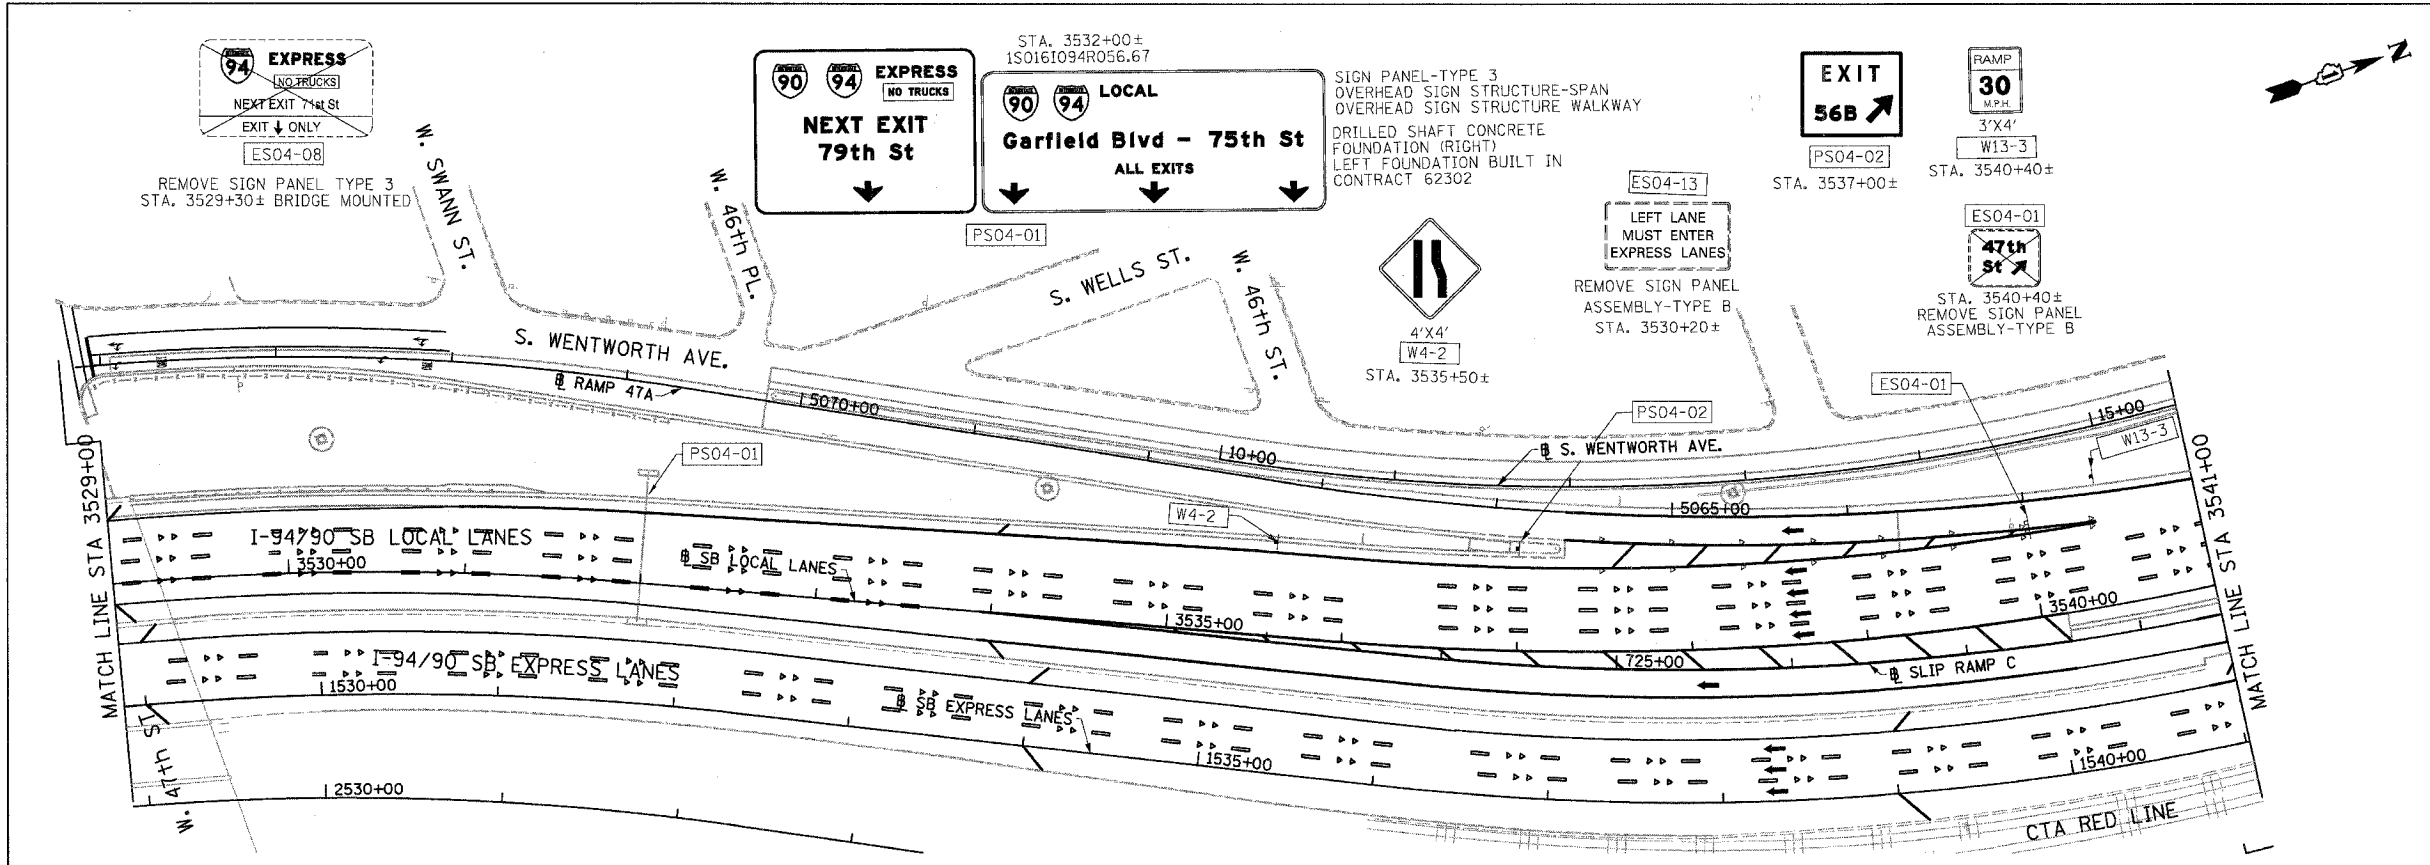 94 EXPRESS
NO TRUCKS
NEXT EXIT 71st St
EXIT ONLY
ES04-08
REMOVE SIGN PANEL TYPE 3
STA. 3529+30± BRIDGE MOUNTED
90 94 EXPRESS
NO TRUCKS
NEXT EXIT
79th St
STA. 3532+00±
1S016I094R056.67
90 94 LOCAL
Garfield Blvd - 75th St
ALL EXITS
PS04-01
SIGN PANEL-TYPE 3
OVERHEAD SIGN STRUCTURE-SPAN
OVERHEAD SIGN STRUCTURE WALKWAY
DRILLED SHAFT CONCRETE
FOUNDATION (RIGHT)
LEFT FOUNDATION BUILT IN
CONTRACT 62302
4'X4'
W4-2
STA. 3535+50±
ES04-13
LEFT LANE
MUST ENTER
EXPRESS LANES
REMOVE SIGN PANEL
ASSEMBLY-TYPE B
STA. 3530+20±
EXIT
56B
PS04-02
STA. 3537+00±
RAMP
30
M.P.H.
3'X4'
W13-3
STA. 3540+40±
ES04-01
47th
St
STA. 3540+40±
REMOVE SIGN PANEL
ASSEMBLY-TYPE B
N
W. SWANN ST.
W. 46th PL.
S. WELLS ST.
W. 46th ST.
S. WENTWORTH AVE.
RAMP 47A
5070+00
10+00
S. WENTWORTH AVE.
PS04-02
ES04-01
15+00
W13-3
5065+00
PS04-01
W4-2
MATCH LINE STA 3529+00
I-94/90 SB LOCAL LANES
3530+00
SB LOCAL LANES
3535+00
3540+00
725+00
SLIP RAMP C
MATCH LINE STA 3541+00
I-94/90 SB EXPRESS LANES
1530+00
SB EXPRESS LANES
1535+00
1540+00
W. 47th ST.
2530+00
CTA RED LINE